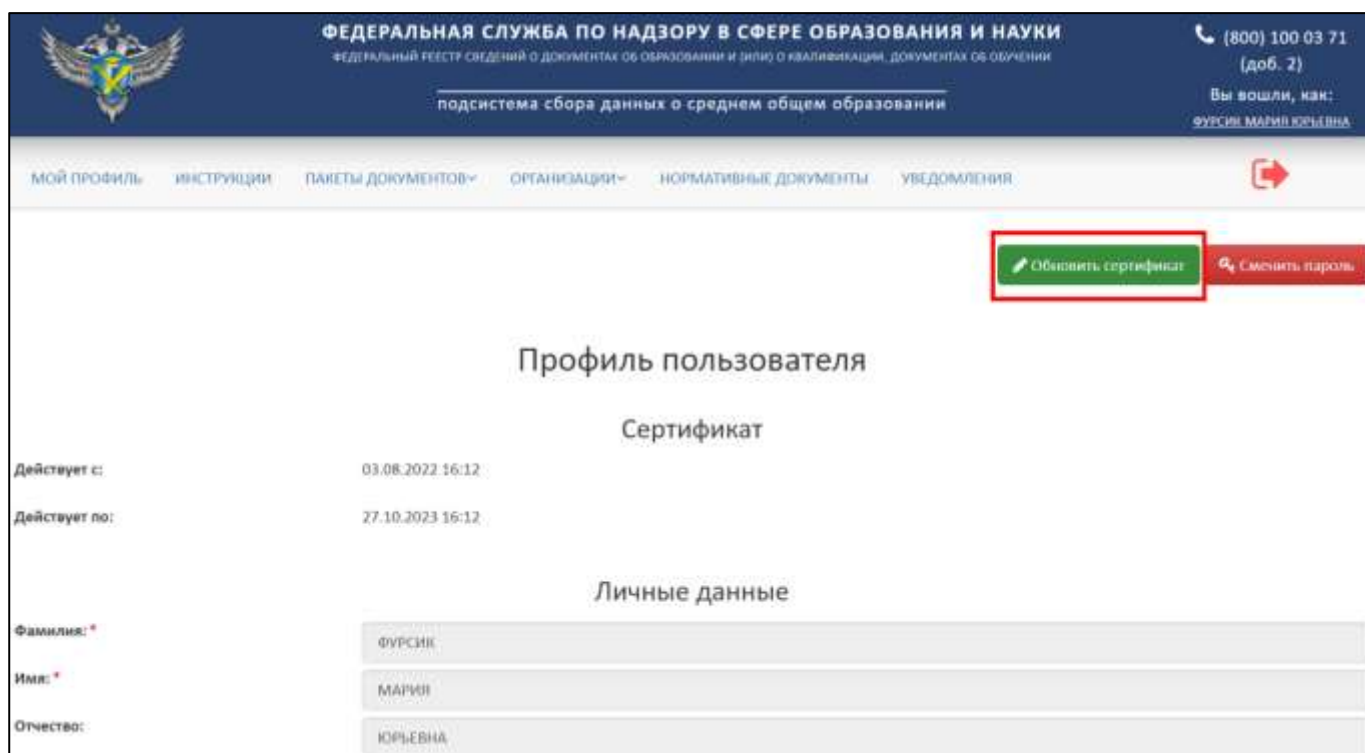 ФЕДЕРАЛЬНАЯ СЛУЖБА ПО НАДЗОРУ В СФЕРЕ ОБРАЗОВАНИЯ И НАУКИ
ФЕДЕРАЛЬНЫЙ РЕЕСТР СВЕДЕНИЙ О ДОКУМЕНТАХ ОБ ОБРАЗОВАНИИ И (ИЛИ) О КВАЛИФИКАЦИИ, ДОКУМЕНТАХ ОБ ОБУЧЕНИИ
подсистема сбора данных о среднем общем образовании
(800) 100 03 71
(доб. 2)
Вы вошли, как:
ФУРСИК МАРИЯ ЮРЬЕВНА
МОЙ ПРОФИЛЬ ИНСТРУКЦИИ ПАКЕТЫ ДОКУМЕНТОВ ОРГАНИЗАЦИИ НОРМАТИВНЫЕ ДОКУМЕНТЫ УВЕДОМЛЕНИЯ
Обновить сертификат Сменить пароль
Профиль пользователя
Сертификат
Действует с: 03.08.2022 16:12
Действует по: 27.10.2023 16:12
Личные данные
Фамилия: * ФУРСИК
Имя: * МАРИЯ
Отчество: ЮРЬЕВНА